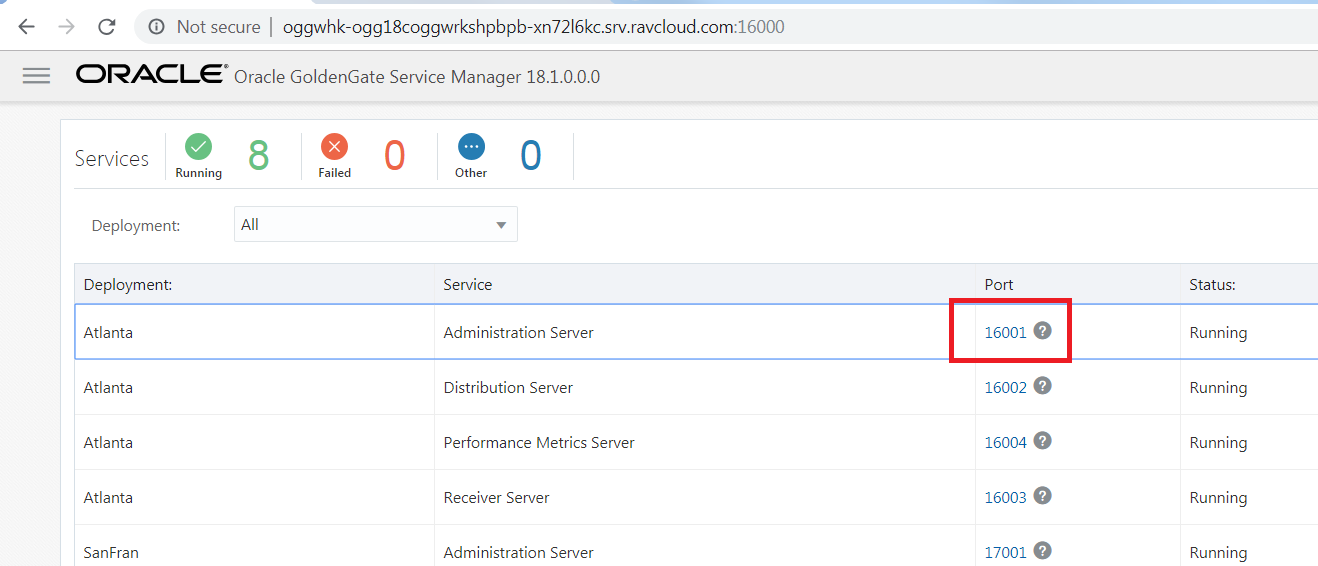 Not secure | oggwhk-ogg18coggwrkshpbpb-xn72l6kc.srv.ravcloud.com:16000
ORACLE® Oracle GoldenGate Service Manager 18.1.0.0.0
Services Running 8 Failed 0 Other 0
Deployment: All
Deployment: Service Port Status:
Atlanta Administration Server 16001 ? Running
Atlanta Distribution Server 16002 ? Running
Atlanta Performance Metrics Server 16004 ? Running
Atlanta Receiver Server 16003 ? Running
SanFran Administration Server 17001 ? Running